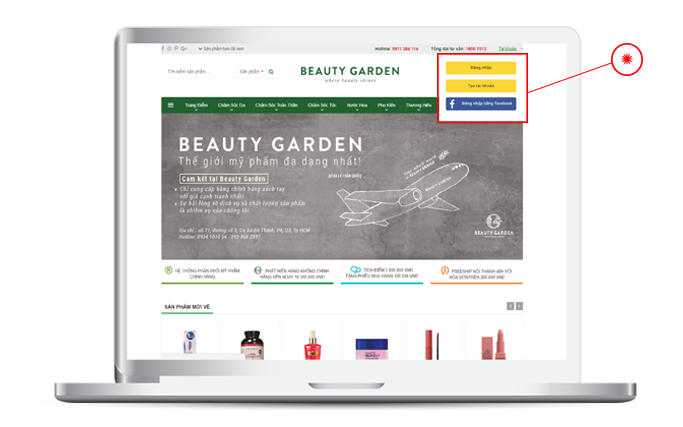 Sản phẩm bạn đã xem
Hotline: 0911 284 114
Tổng đài tư vấn: 1900 7013
Tài khoản
Tìm kiếm sản phẩm...
Sản phẩm
BEAUTY GARDEN
where beauty shines
Đăng nhập
Tạo tài khoản
Đăng nhập bằng Facebook
Trang Điểm
Chăm Sóc Da
Chăm Sóc Toàn Thân
Chăm Sóc Tóc
Nước Hoa
Phụ Kiện
Thương Hiệu
BEAUTY GARDEN
Thế giới mỹ phẩm đa dạng nhất!
Cam kết tại Beauty Garden
Chỉ cung cấp hàng chính hãng xách tay
với giá cạnh tranh nhất!
Sự hài lòng về dịch vụ và chất lượng sản phẩm
là nhiệm vụ của chúng tôi
BEAUTY GARDEN
BEAUTY GARDEN
BEAUTY GARDEN
HỆ THỐNG PHÂN PHỐI MỸ PHẨM
CHÍNH HÃNG
PHÁT HIỆN HÀNG KHÔNG CHÍNH
HÃNG ĐỀN NGAY 10.000.000 VNĐ
TÍCH ĐIỂM 1.000.000 VNĐ
TẶNG PHIẾU MUA HÀNG 100.000 VNĐ
FREESHIP NỘI THÀNH 48H VỚI
HÓA ĐƠN TRÊN 200.000 VNĐ
SẢN PHẨM MỚI VỀ